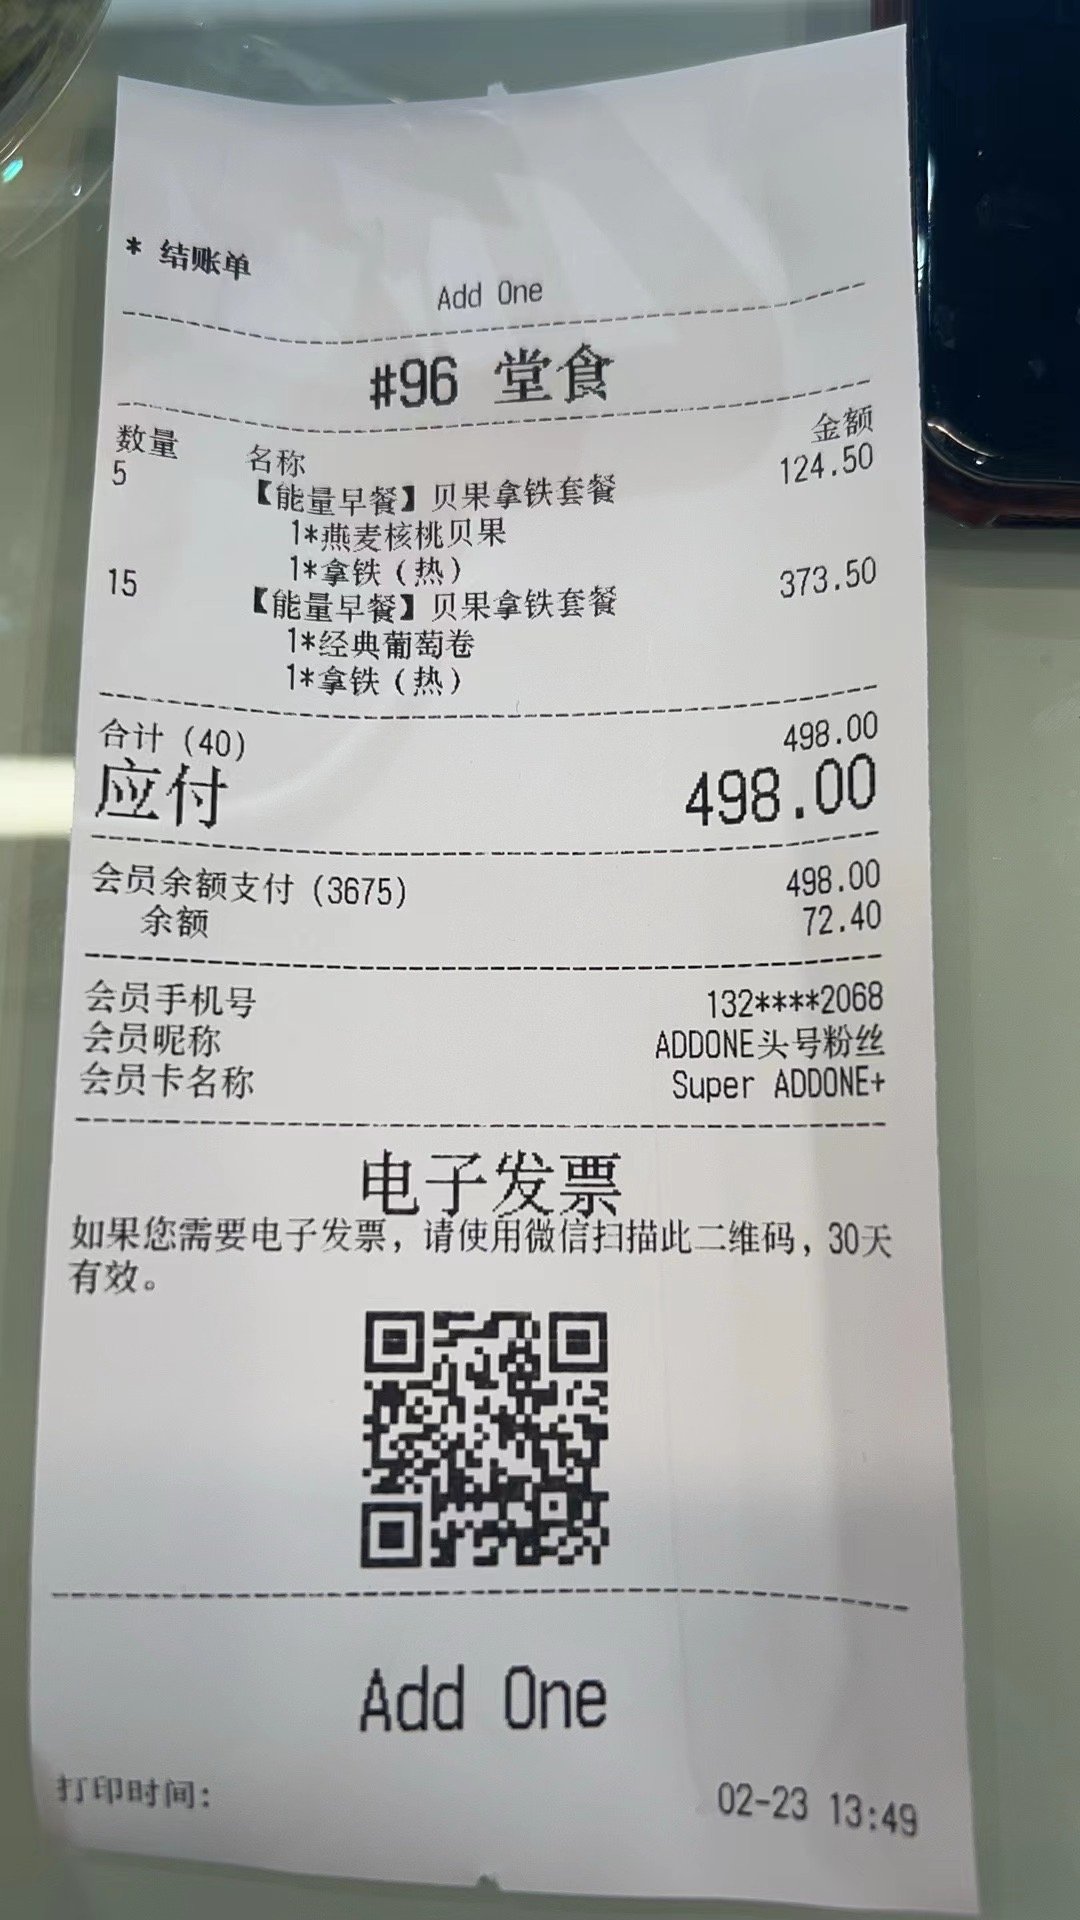 * 结账单
Add One
#96 堂食
数量 名称 金额
5 【能量早餐】贝果拿铁套餐 124.50
1*燕麦核桃贝果
1*拿铁（热）
15 【能量早餐】贝果拿铁套餐 373.50
1*经典葡萄卷
1*拿铁（热）
合计 (40) 498.00
应付 498.00
会员余额支付 (3675) 498.00
余额 72.40
会员手机号 132****2068
会员昵称 ADDONE头号粉丝
会员卡名称 Super ADDONE+
电子发票
如果您需要电子发票，请使用微信扫描此二维码，30天
有效。
Add One
打印时间: 02-23 13:49